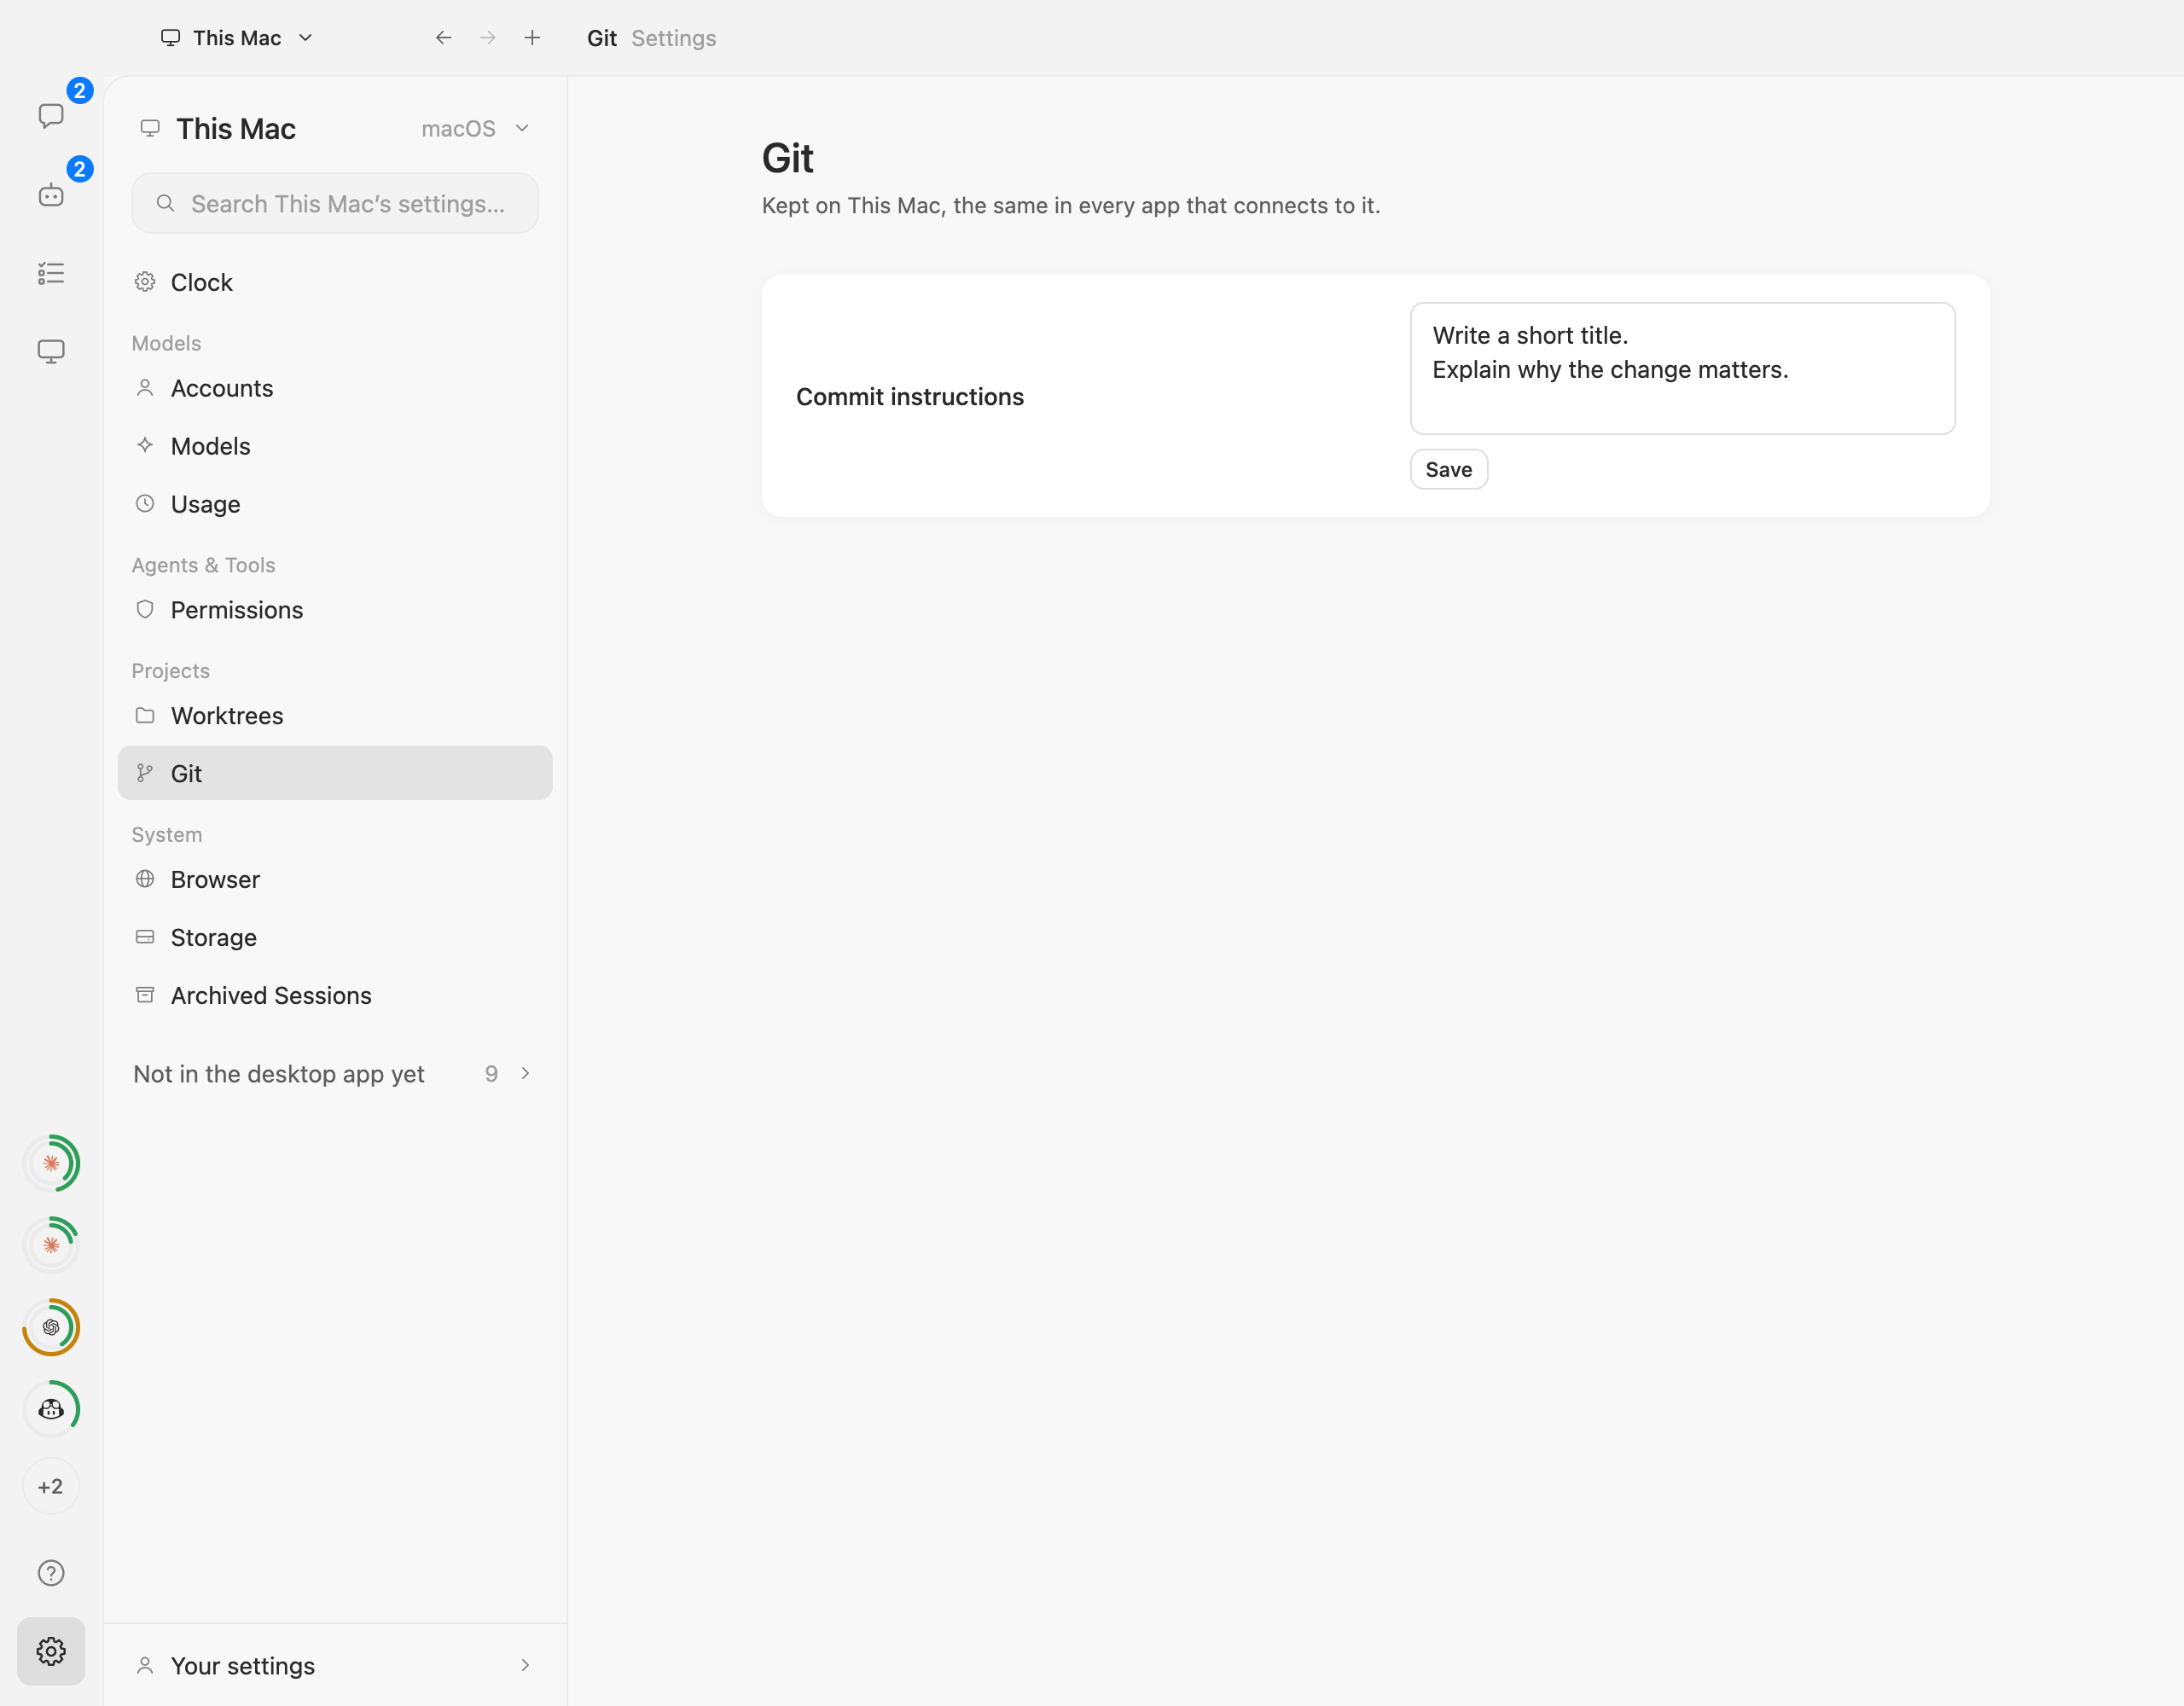 This Mac
Git Settings
2
2
This Mac macOS
Search This Mac’s settings...
Clock
Models
Accounts
Models
Usage
Agents & Tools
Permissions
Projects
Worktrees
Git
System
Browser
Storage
Archived Sessions
Not in the desktop app yet 9
+2
Your settings
Git
Kept on This Mac, the same in every app that connects to it.
Commit instructions
Write a short title.
Explain why the change matters.
Save